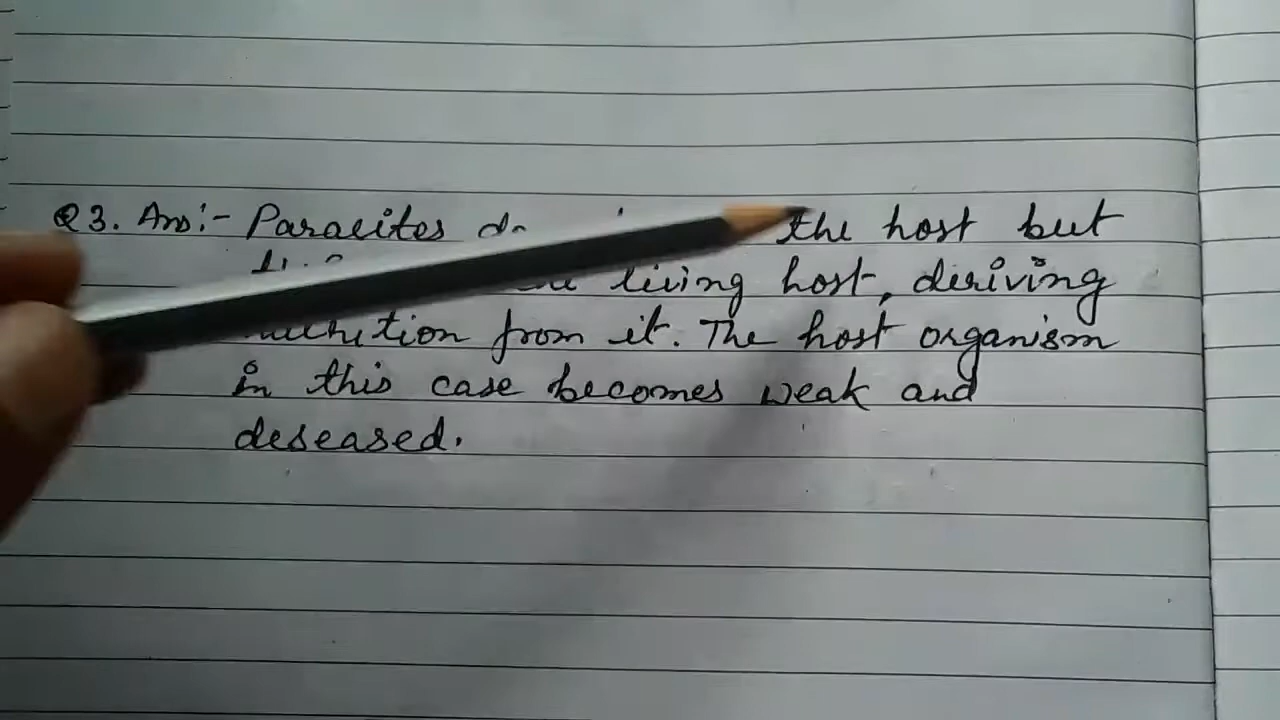 Q3. Ans:- Parasites the host but
living host, deriving
from it. The host organism
in this case becomes weak and
deseased.